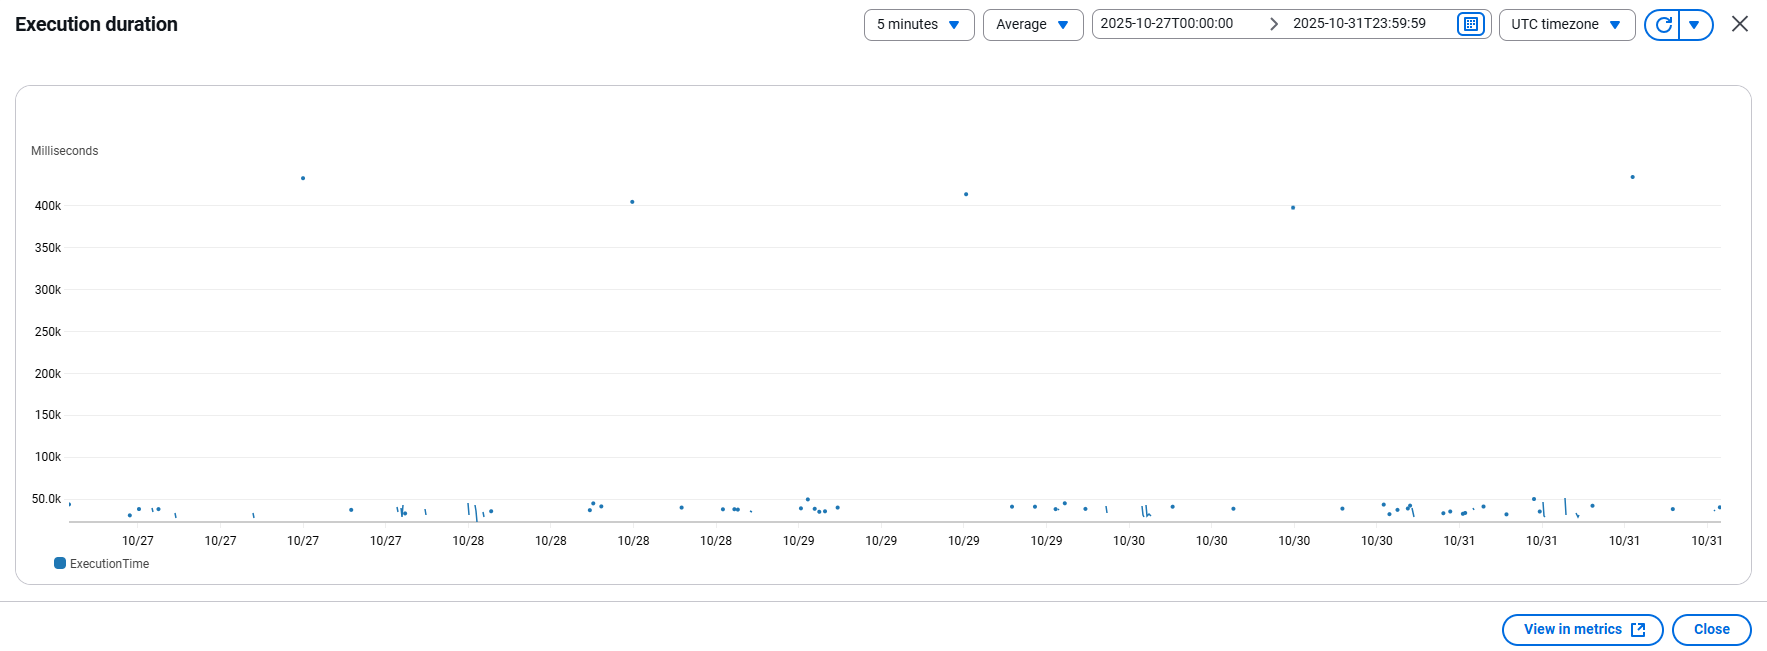 Execution duration
5 minutes
Average
2025-10-27T00:00:00
2025-10-31T23:59:59
UTC timezone
Milliseconds
400k
350k
300k
250k
200k
150k
100k
50.0k
10/27 10/27 10/27 10/27 10/28 10/28 10/28 10/28 10/29 10/29 10/29 10/29 10/30 10/30 10/30 10/30 10/31 10/31 10/31 10/31
ExecutionTime
View in metrics
Close